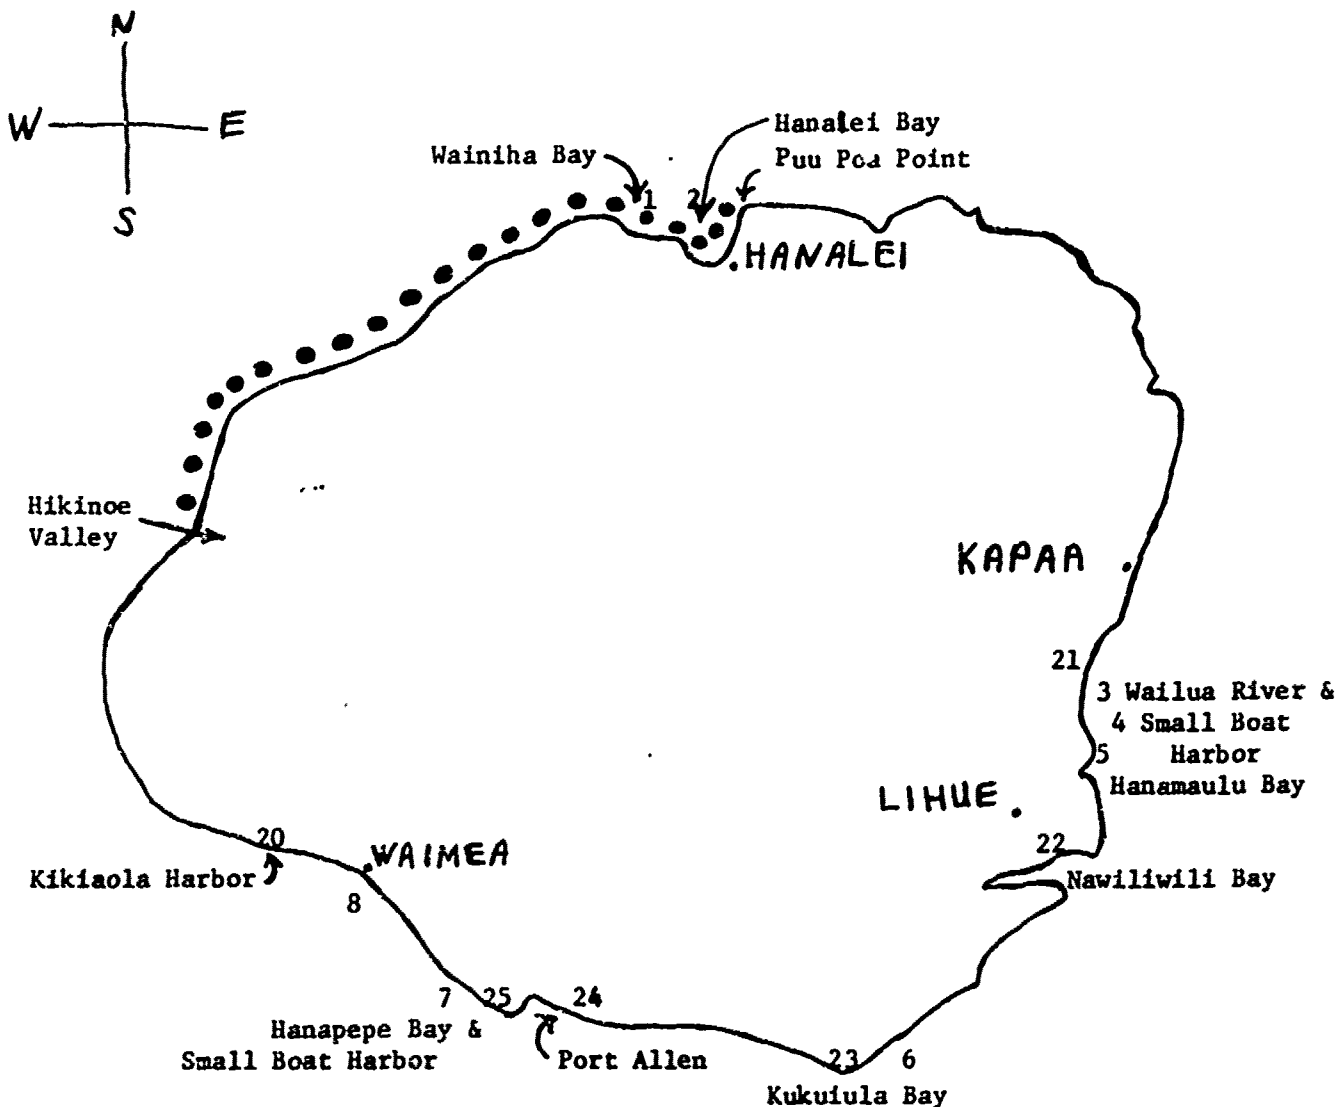 N
W E
S
Hanalei Bay
Wainiha Bay
Puu Poa Point
1 2
HANALEI
Hikinoe
Valley
KAPAA
21
3 Wailua River &
4 Small Boat
5 Harbor
Hanamaulu Bay
LIHUE
22
20
WAIMEA
Kikiaola Harbor
Nawiliwili Bay
8
7 25 24
Hanapepe Bay &
Small Boat Harbor
Port Allen
23 6
Kukuiula Bay